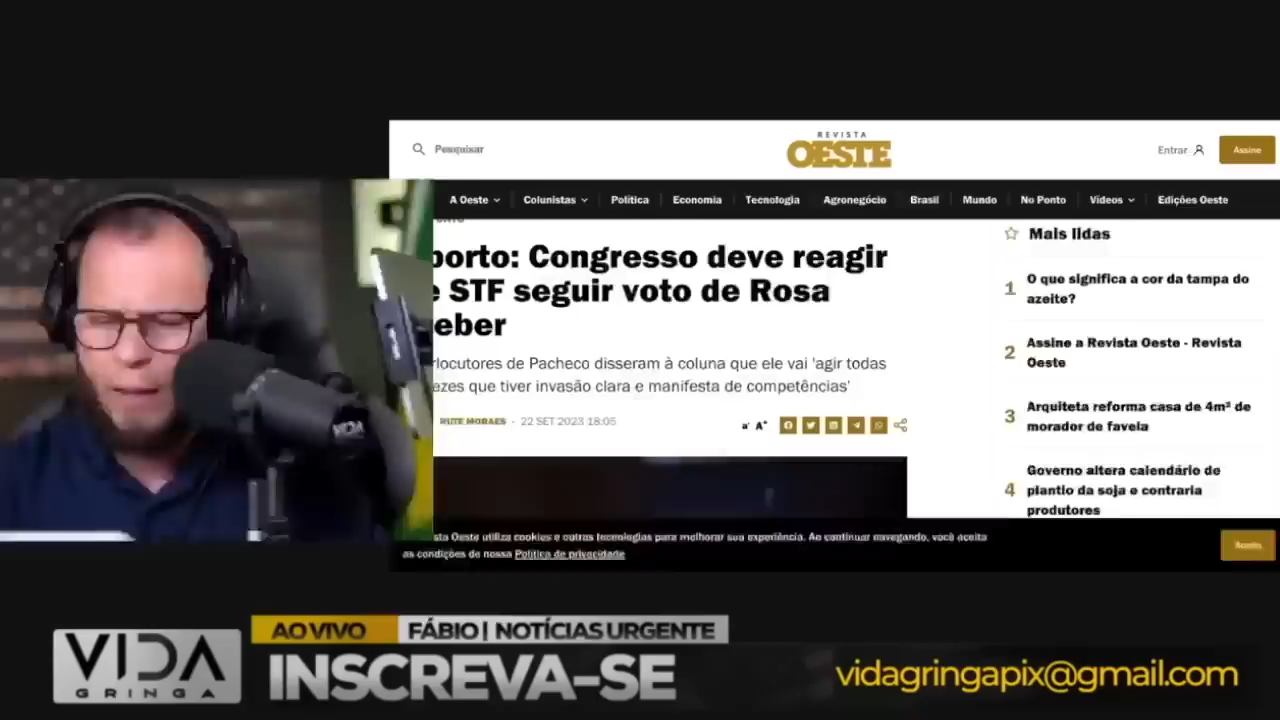 REVISTA
OESTE
Pesquisar
Entrar
Assine
A Oeste
Colunistas
Política
Economia
Tecnologia
Agronegócio
Brasil
Mundo
No Ponto
Vídeos
Edições Oeste
borto: Congresso deve reagir
e STF seguir voto de Rosa
eber
rlocutores de Pacheco disseram à coluna que ele vai 'agir todas
ezes que tiver invasão clara e manifesta de competências'
RUTE MORAES - 22 SET 2023 18:05
a- A+
Mais lidas
1 O que significa a cor da tampa do
azeite?
2 Assine a Revista Oeste - Revista
Oeste
3 Arquiteta reforma casa de 4m² de
morador de favela
4 Governo altera calendário de
plantio da soja e contraria
produtores
sta Oeste utiliza cookies e outras tecnologias para melhorar sua experiência. Ao continuar navegando, você aceita
as condições de nossa Política de privacidade
Aceito
VIDA
VIDA
GRINGA
AO VIVO
FÁBIO | NOTÍCIAS URGENTE
INSCREVA-SE
vidagringapix@gmail.com